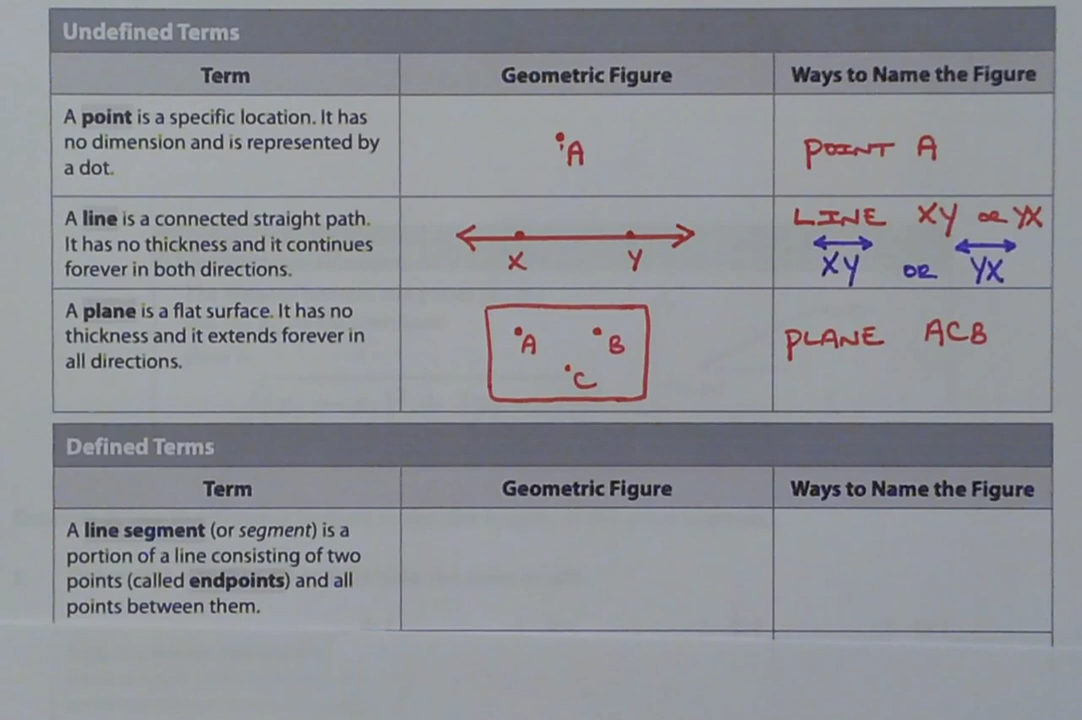 Undefined Terms
Term
Geometric Figure
Ways to Name the Figure
A point is a specific location. It has
no dimension and is represented by
a dot.
A
POINT A
A line is a connected straight path.
It has no thickness and it continues
forever in both directions.
X Y
LINE XY OR YX
XY OR YX
A plane is a flat surface. It has no
thickness and it extends forever in
all directions.
A B
C
PLANE ACB
Defined Terms
Term
Geometric Figure
Ways to Name the Figure
A line segment (or segment) is a
portion of a line consisting of two
points (called endpoints) and all
points between them.